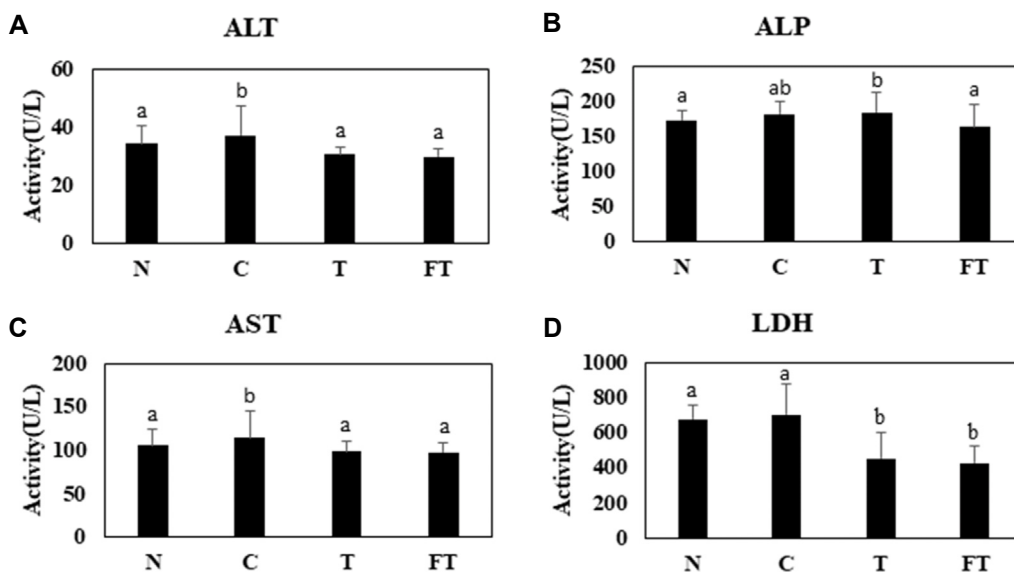 A
ALT
Activity(U/L)
60
40
20
0
a
b
a
a
N
C
T
FT
B
ALP
Activity(U/L)
250
200
150
100
50
0
a
ab
b
a
N
C
T
FT
C
AST
Activity(U/L)
200
150
100
50
0
a
b
a
a
N
C
T
FT
D
LDH
Activity(U/L)
1000
800
600
400
200
0
a
a
b
b
N
C
T
FT